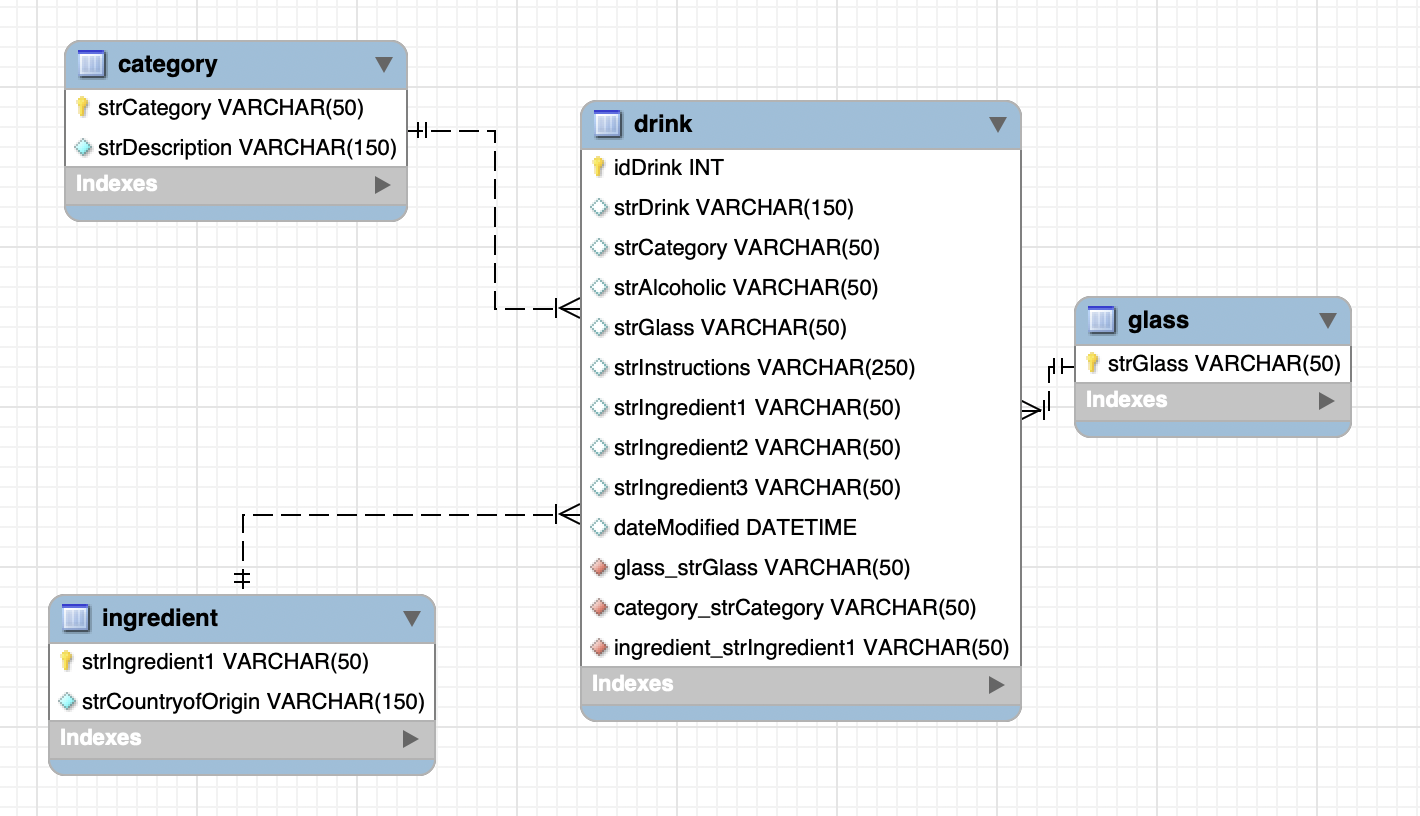 category
strCategory VARCHAR(50)
strDescription VARCHAR(150)
Indexes
drink
idDrink INT
strDrink VARCHAR(150)
strCategory VARCHAR(50)
strAlcoholic VARCHAR(50)
strGlass VARCHAR(50)
strInstructions VARCHAR(250)
strIngredient1 VARCHAR(50)
strIngredient2 VARCHAR(50)
strIngredient3 VARCHAR(50)
dateModified DATETIME
glass_strGlass VARCHAR(50)
category_strCategory VARCHAR(50)
ingredient_strIngredient1 VARCHAR(50)
Indexes
glass
strGlass VARCHAR(50)
Indexes
ingredient
strIngredient1 VARCHAR(50)
strCountryofOrigin VARCHAR(150)
Indexes